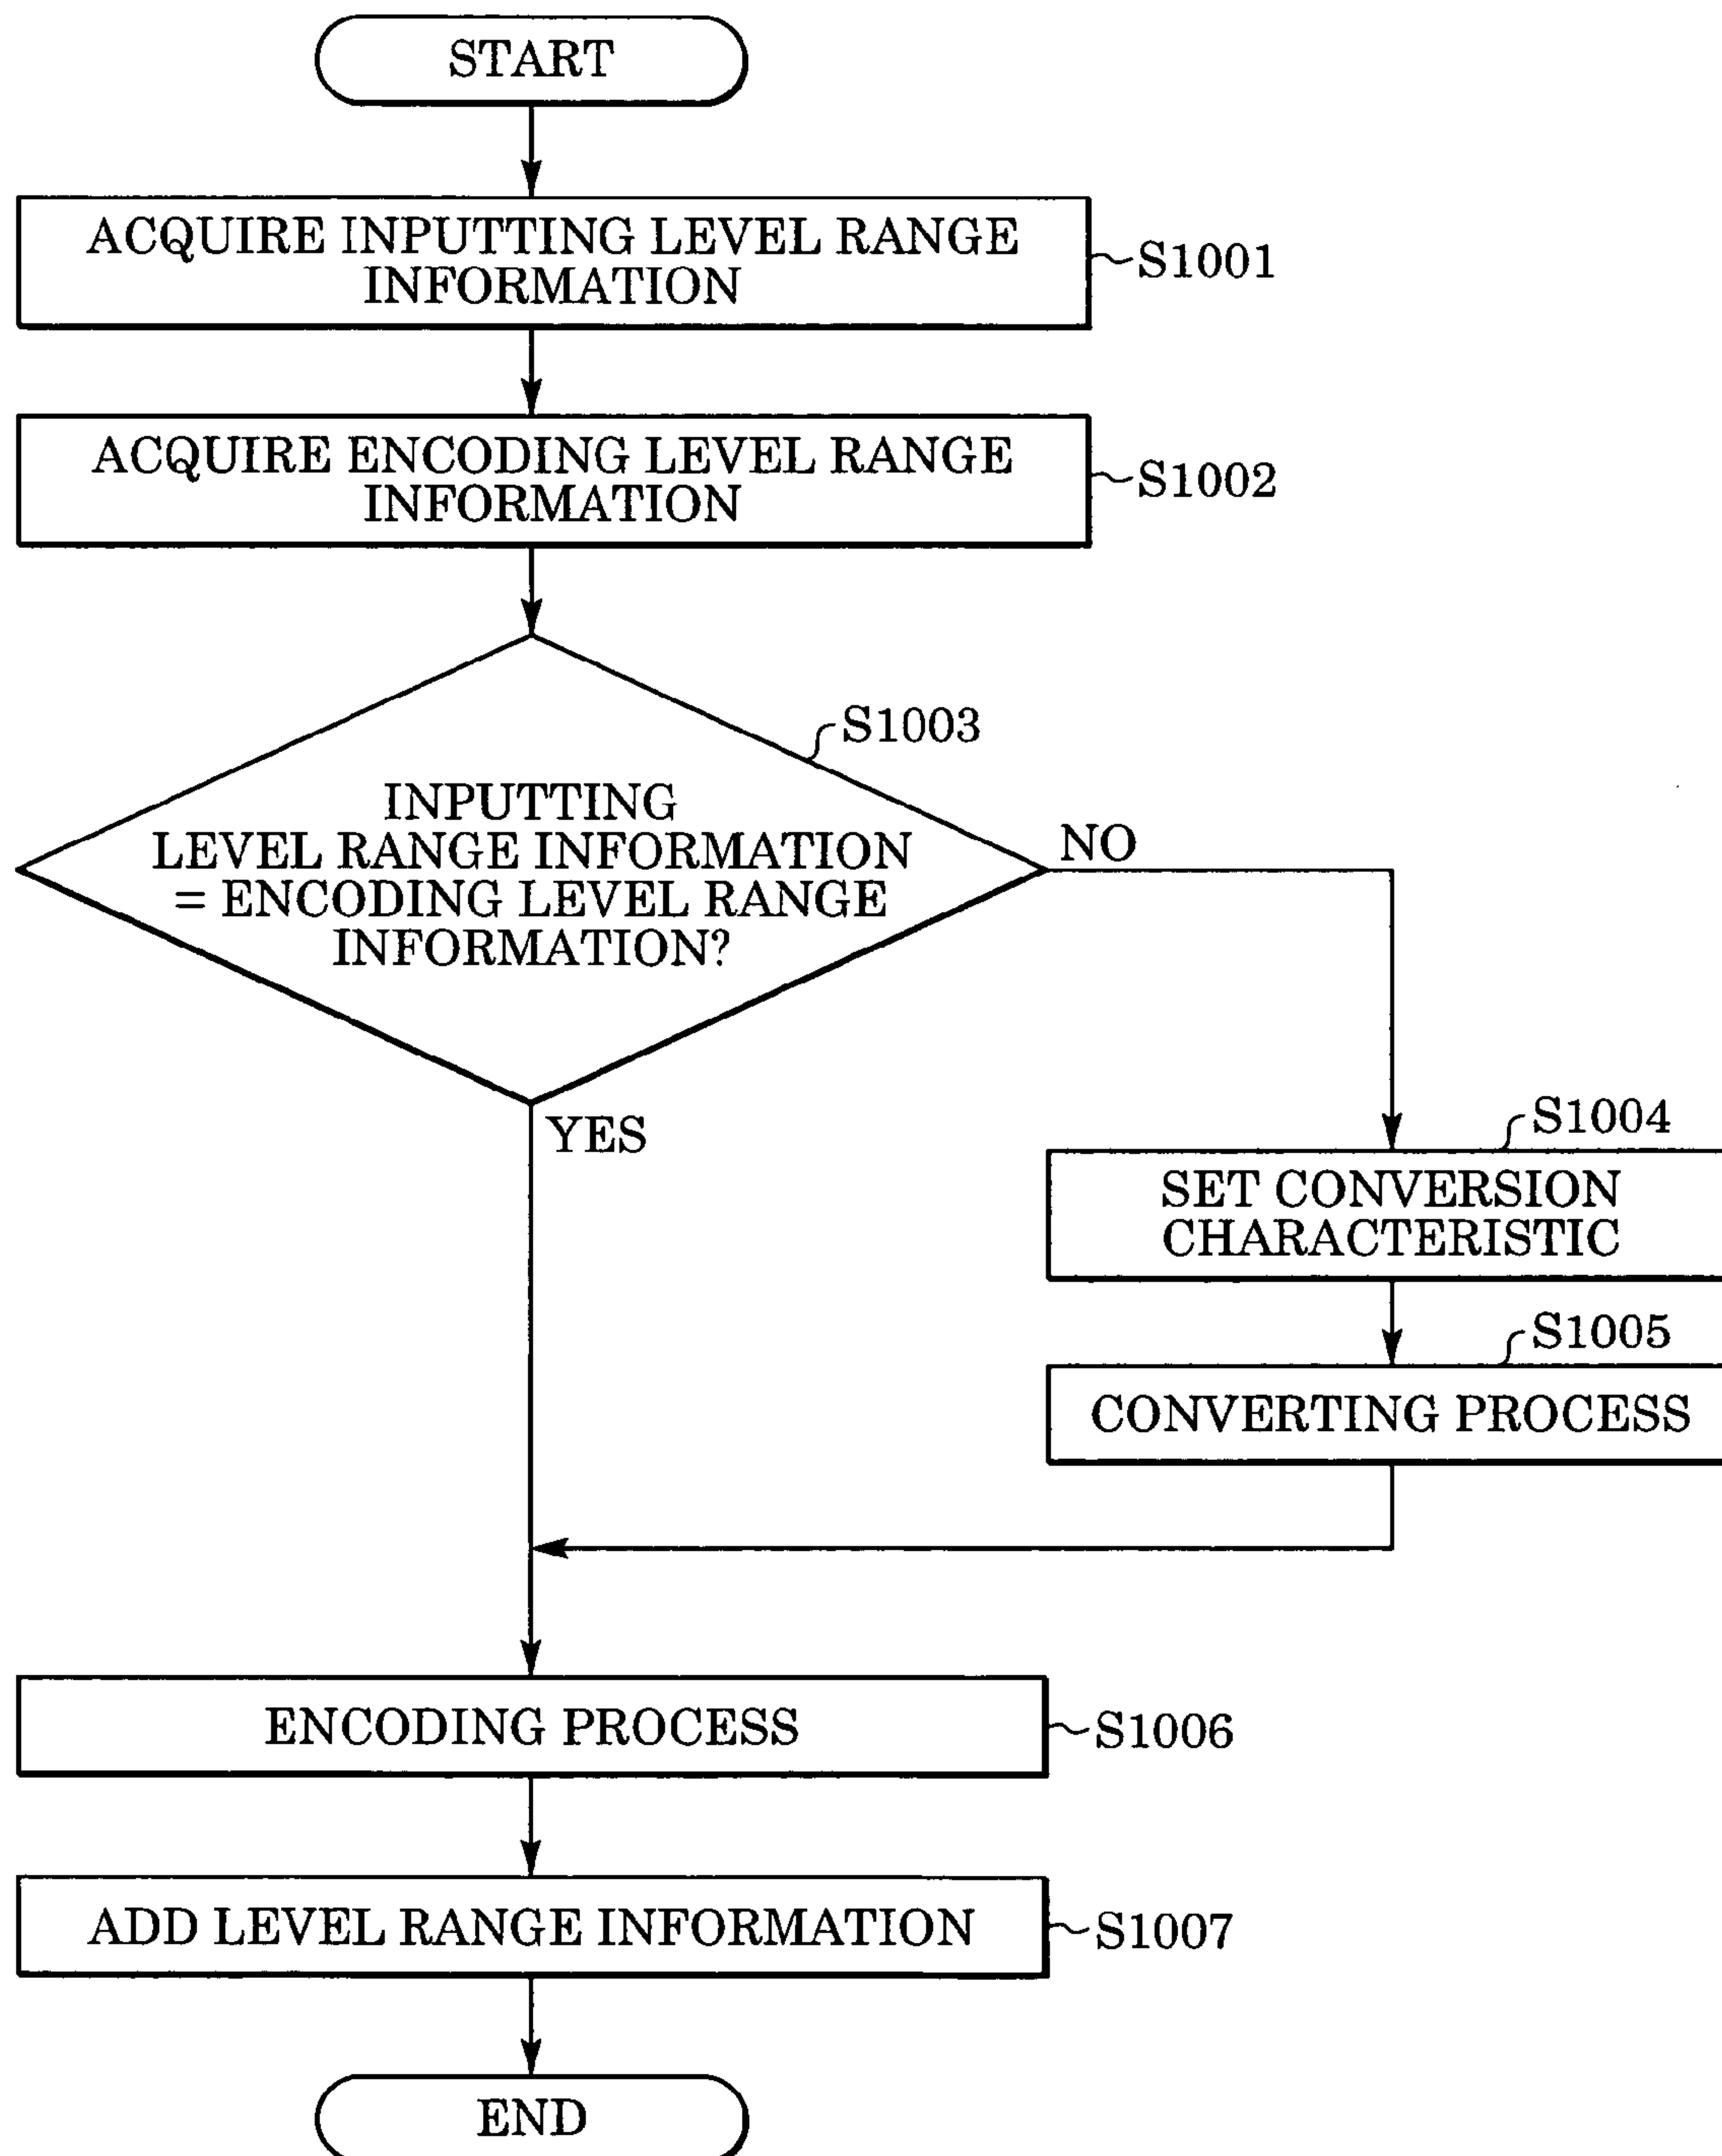 START
ACQUIRE INPUTTING LEVEL RANGE
INFORMATION
S1001
ACQUIRE ENCODING LEVEL RANGE
INFORMATION
S1002
S1003
INPUTTING
LEVEL RANGE INFORMATION
= ENCODING LEVEL RANGE
INFORMATION?
NO
YES
S1004
SET CONVERSION
CHARACTERISTIC
S1005
CONVERTING PROCESS
ENCODING PROCESS
S1006
ADD LEVEL RANGE INFORMATION
S1007
END